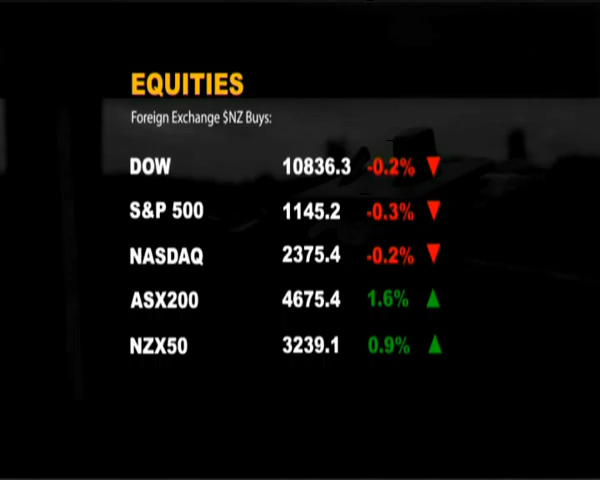 EQUITIES
Foreign Exchange $NZ Buys:
DOW 10836.3 -0.2% ▼
S&P 500 1145.2 -0.3% ▼
NASDAQ 2375.4 -0.2% ▼
ASX200 4675.4 1.6% ▲
NZX50 3239.1 0.9% ▲